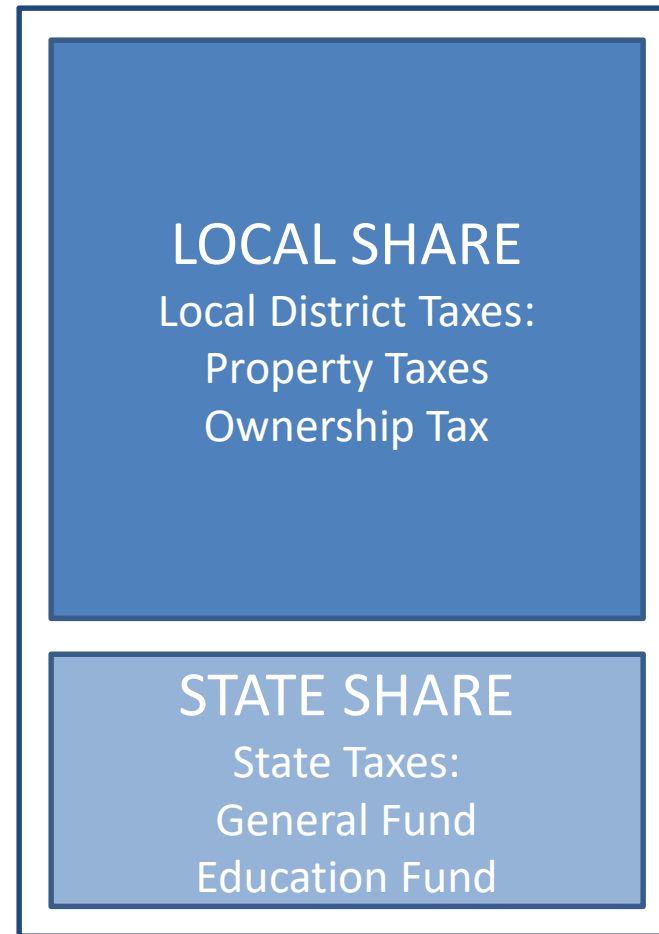 LOCAL SHARE
Local District Taxes:
Property Taxes
Ownership Tax
STATE SHARE
State Taxes:
General Fund
Education Fund